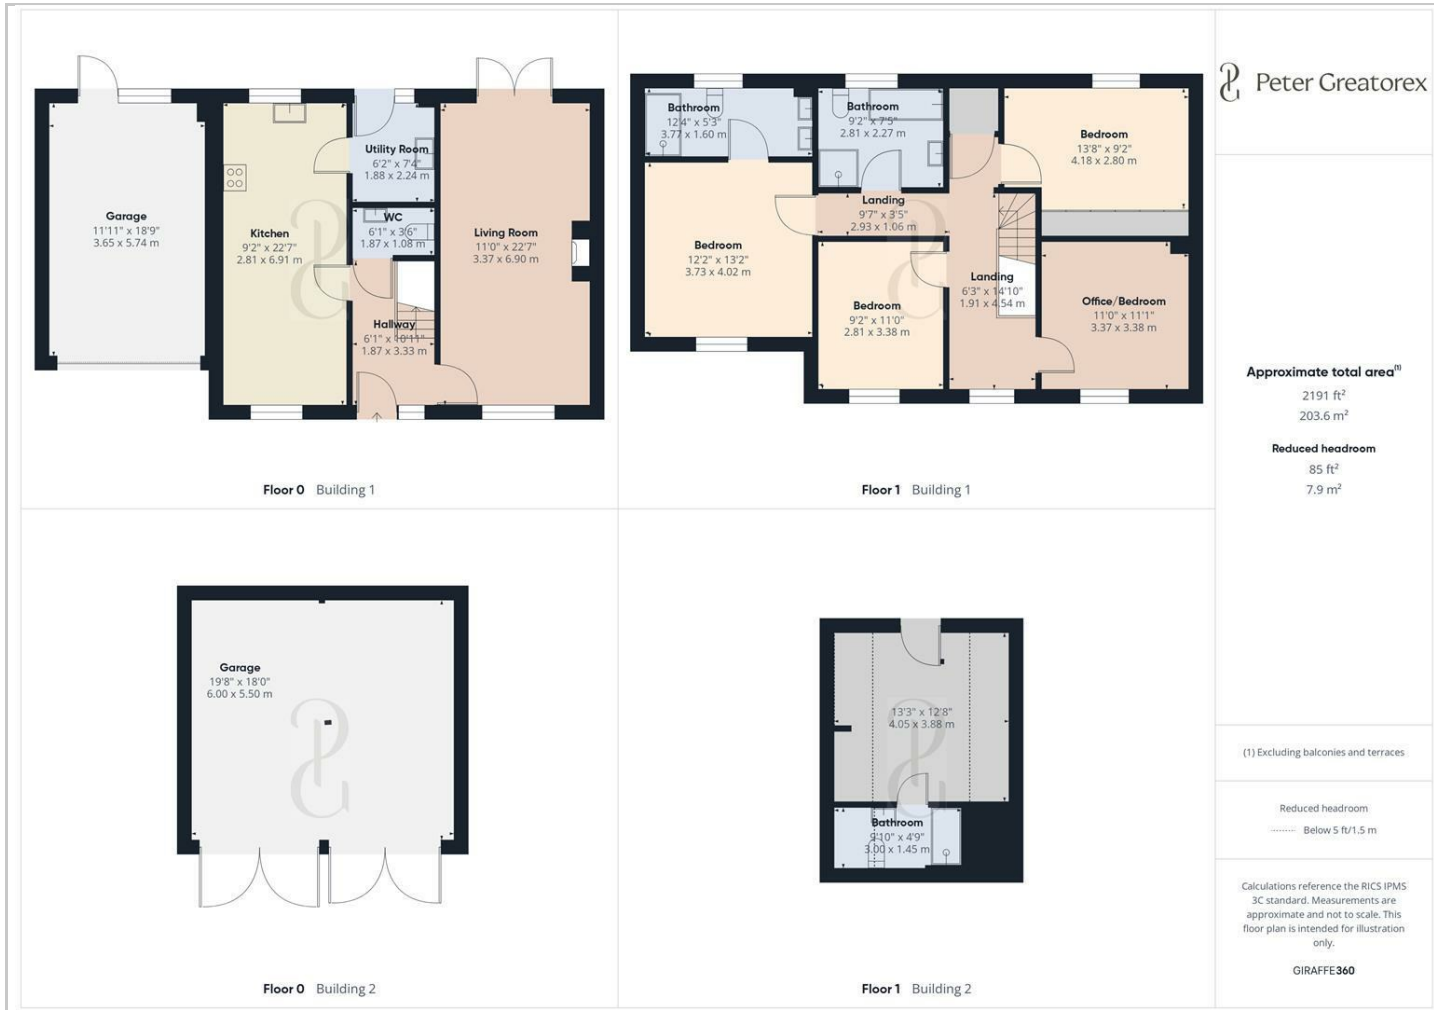 Garage
11'11" x 18'9"
3.65 x 5.74 m
Kitchen
9'2" x 22'7"
2.81 x 6.91 m
Utility Room
6'2" x 7'4"
1.88 x 2.24 m
WC
6'1" x 3'6"
1.87 x 1.08 m
Hallway
6'1" x 10'11"
1.87 x 3.33 m
Living Room
11'0" x 22'7"
3.37 x 6.90 m
Floor 0 Building 1
Bathroom
12'4" x 5'3"
3.77 x 1.60 m
Bathroom
9'2" x 7'5"
2.81 x 2.27 m
Bedroom
13'8" x 9'2"
4.18 x 2.80 m
Landing
9'7" x 3'5"
2.93 x 1.06 m
Bedroom
12'2" x 13'2"
3.73 x 4.02 m
Bedroom
9'2" x 11'0"
2.81 x 3.38 m
Landing
6'3" x 14'10"
1.91 x 4.54 m
Office/Bedroom
11'0" x 11'1"
3.37 x 3.38 m
Floor 1 Building 1
Garage
19'8" x 18'0"
6.00 x 5.50 m
Floor 0 Building 2
13'3" x 12'8"
4.05 x 3.88 m
Bathroom
9'10" x 4'9"
3.00 x 1.45 m
Floor 1 Building 2
Peter Greatorex
Approximate total area(1)
2191 ft²
203.6 m²
Reduced headroom
85 ft²
7.9 m²
(1) Excluding balconies and terraces
Reduced headroom
Below 5 ft/1.5 m
Calculations reference the RICS IPMS
3C standard. Measurements are
approximate and not to scale. This
floor plan is intended for illustration
only.
GIRAFFE360